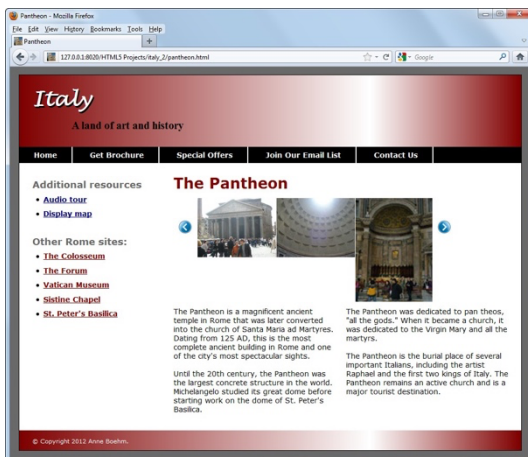 Pantheon - Mozilla Firefox
File Edit View History Bookmarks Tools Help
Pantheon
127.0.0.1:8020/HTML5 Projects/italy_2/pantheon.html
Google
Italy
A land of art and history
Home Get Brochure Special Offers Join Our Email List Contact Us
Additional resources
Audio tour
Display map
Other Rome sites:
The Colosseum
The Forum
Vatican Museum
Sistine Chapel
St. Peter's Basilica
The Pantheon
The Pantheon is a magnificent ancient
temple in Rome that was later converted
into the church of Santa Maria ad Martyres.
Dating from 125 AD, this is the most
complete ancient building in Rome and one
of the city's most spectacular sights.
Until the 20th century, the Pantheon was
the largest concrete structure in the world.
Michelangelo studied its great dome before
starting work on the dome of St. Peter's
Basilica.
The Pantheon was dedicated to pan theos,
"all the gods." When it became a church, it
was dedicated to the Virgin Mary and all the
martyrs.
The Pantheon is the burial place of several
important Italians, including the artist
Raphael and the first two kings of Italy. The
Pantheon remains an active church and is a
major tourist destination.
© Copyright 2012 Anne Boehm.